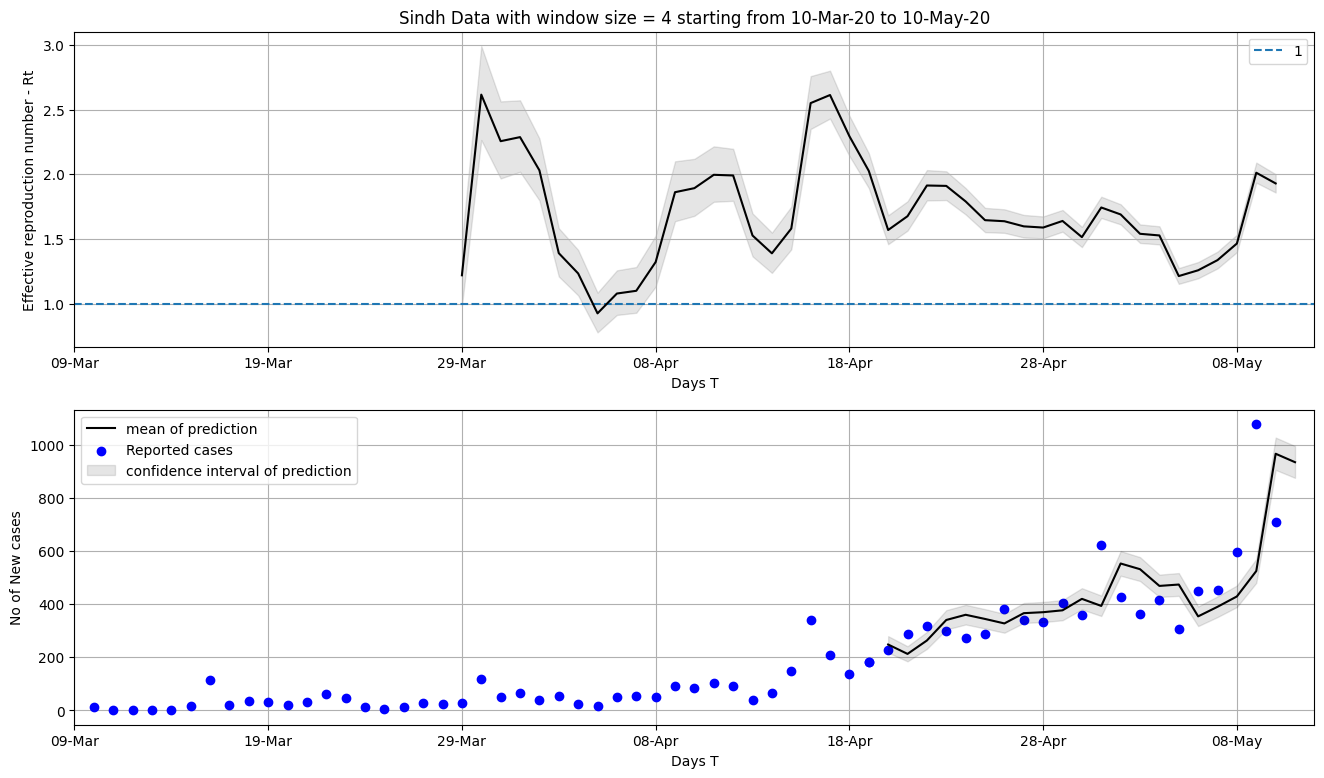 Sindh Data with window size = 4 starting from 10-Mar-20 to 10-May-20
Effective reproduction number - Rt
3.0
2.5
2.0
1.5
1.0
1
09-Mar 19-Mar 29-Mar 08-Apr 18-Apr 28-Apr 08-May
Days T
No of New cases
1000
800
600
400
200
0
mean of prediction
Reported cases
confidence interval of prediction
09-Mar 19-Mar 29-Mar 08-Apr 18-Apr 28-Apr 08-May
Days T